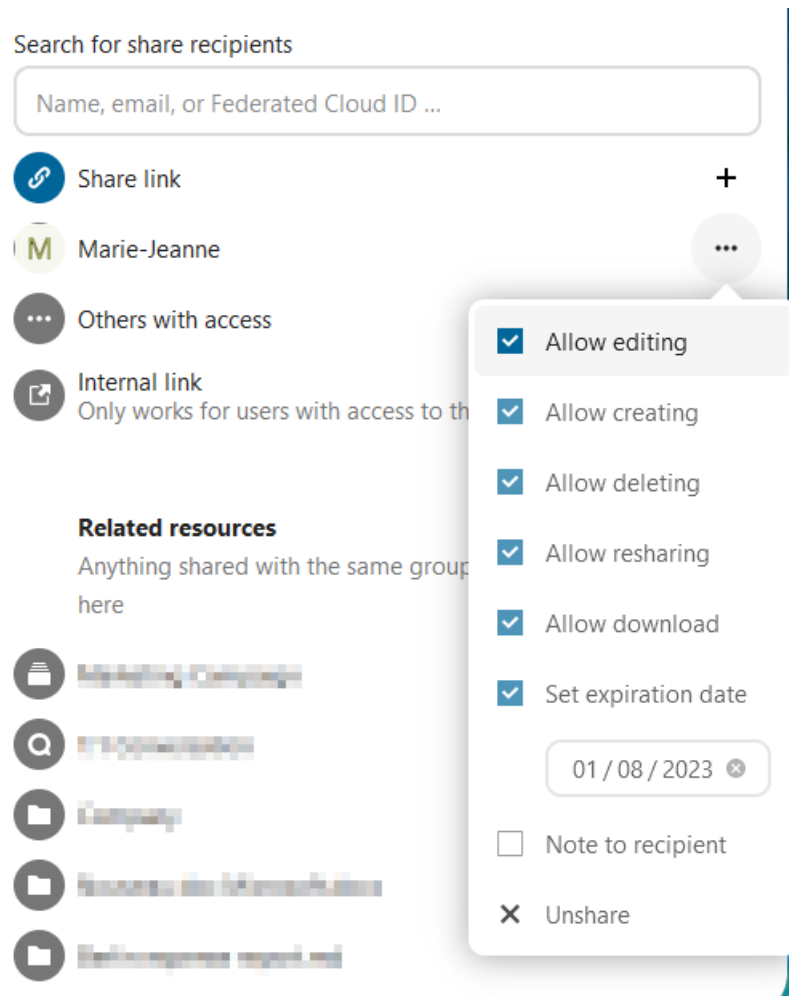 Search for share recipients
Name, email, or Federated Cloud ID ...
Share link
M Marie-Jeanne
Others with access
Internal link
Only works for users with access to th
Allow editing
Allow creating
Allow deleting
Allow resharing
Allow download
Set expiration date
01 / 08 / 2023
Note to recipient
Unshare
Related resources
Anything shared with the same group
here